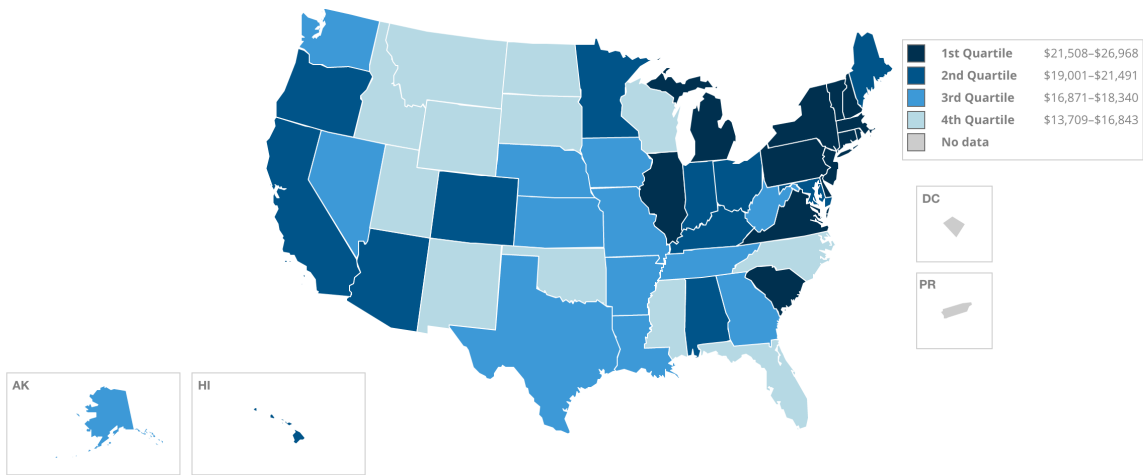 1st Quartile $21,508–$26,968
2nd Quartile $19,001–$21,491
3rd Quartile $16,871–$18,340
4th Quartile $13,709–$16,843
No data
DC
PR
AK
HI